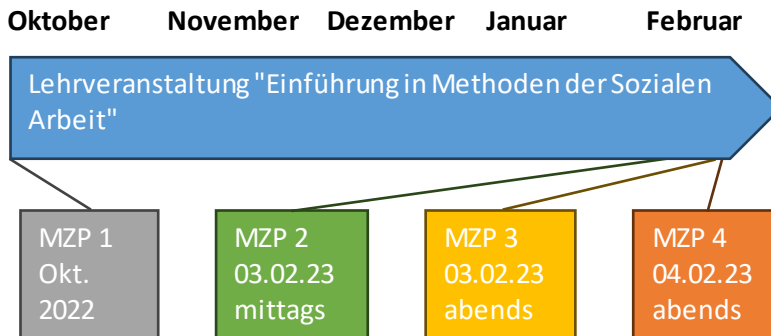 Oktober November Dezember Januar Februar
Lehrveranstaltung "Einführung in Methoden der Sozialen
Arbeit"
MZP 1
Okt.
2022
MZP 2
03.02.23
mittags
MZP 3
03.02.23
abends
MZP 4
04.02.23
abends